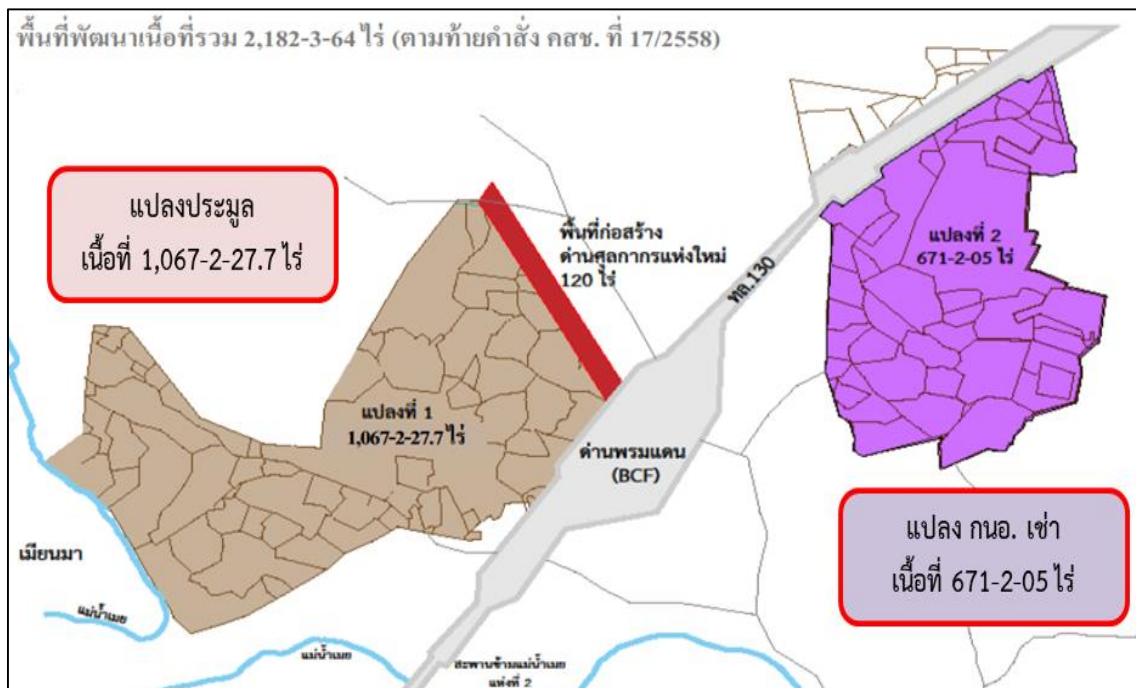 พื้นที่พัฒนาเนื้อที่รวม 2,182-3-64 ไร่ (ตามท้ายคำสั่ง คสช. ที่ 17/2558)
แปลงประมูล
เนื้อที่ 1,067-2-27.7 ไร่
พื้นที่ก่อสร้าง
ด่านศุลกากรแห่งใหม่
120 ไร่
ทล.130
แปลงที่ 2
671-2-05 ไร่
แปลงที่ 1
1,067-2-27.7 ไร่
ด่านพรมแดน
(BCF)
แปลง กนอ. เช่า
เนื้อที่ 671-2-05 ไร่
เมียนมา
แม่น้ำเมย
แม่น้ำเมย
สะพานข้ามแม่น้ำเมย
แห่งที่ 2